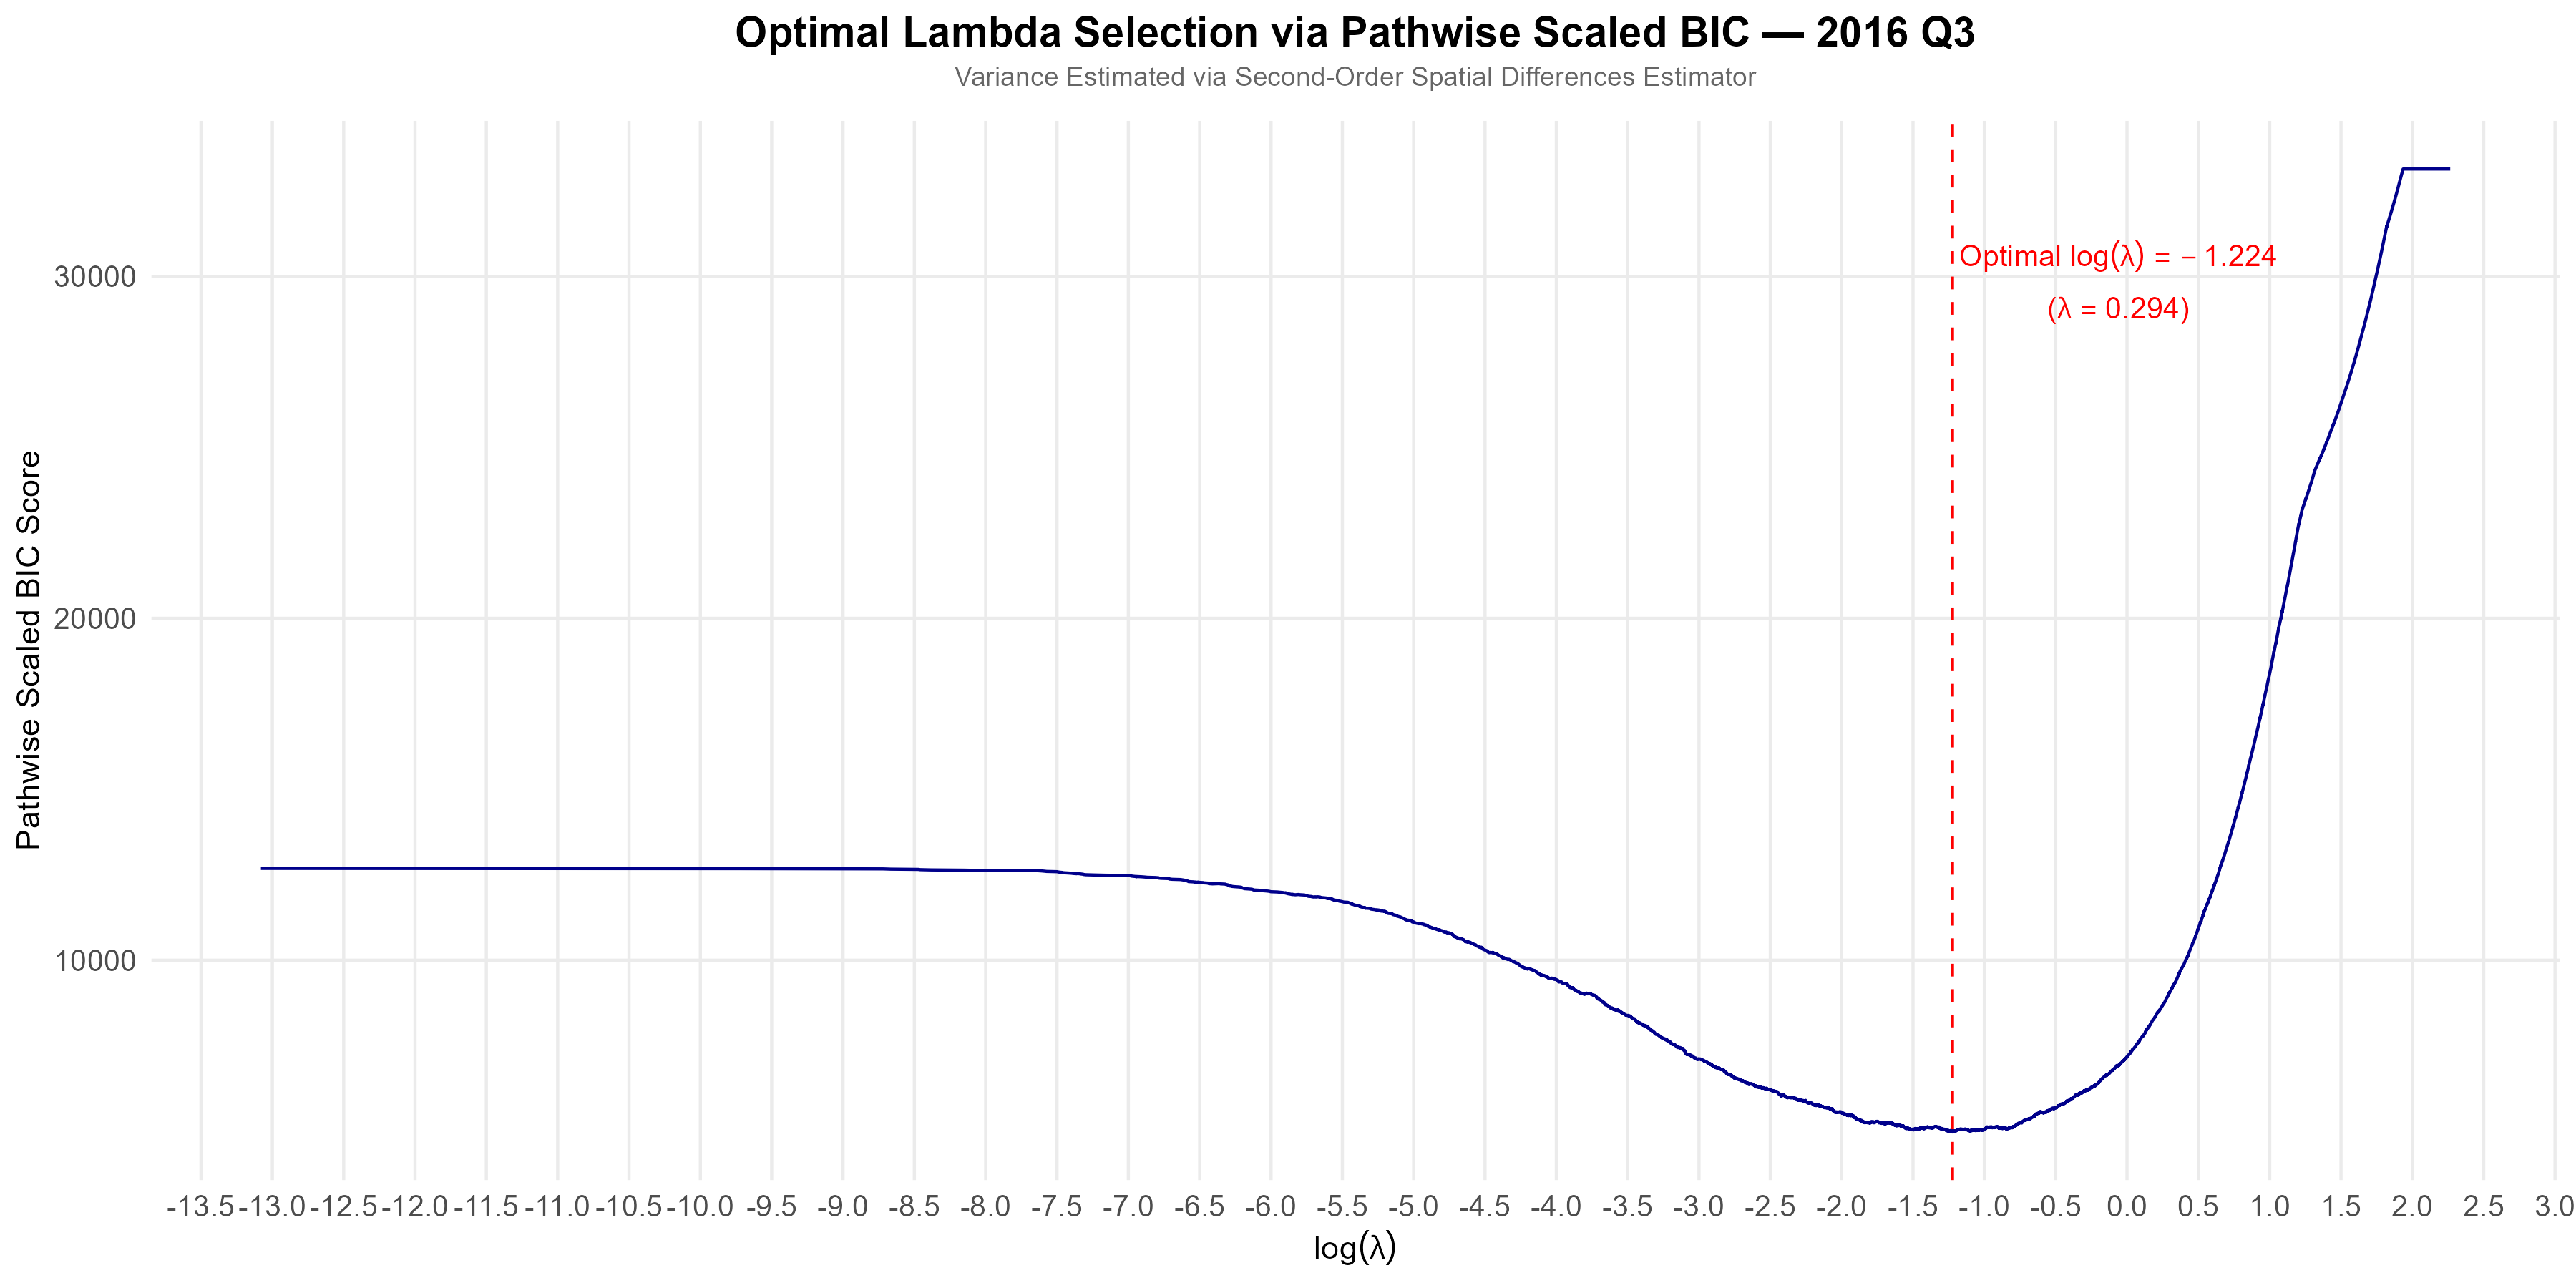 Optimal Lambda Selection via Pathwise Scaled BIC — 2016 Q3
Variance Estimated via Second-Order Spatial Differences Estimator
Pathwise Scaled BIC Score
30000
20000
10000
Optimal log(λ) = − 1.224
(λ = 0.294)
-13.5 -13.0 -12.5 -12.0 -11.5 -11.0 -10.5 -10.0 -9.5 -9.0 -8.5 -8.0 -7.5 -7.0 -6.5 -6.0 -5.5 -5.0 -4.5 -4.0 -3.5 -3.0 -2.5 -2.0 -1.5 -1.0 -0.5 0.0 0.5 1.0 1.5 2.0 2.5 3.0
log(λ)